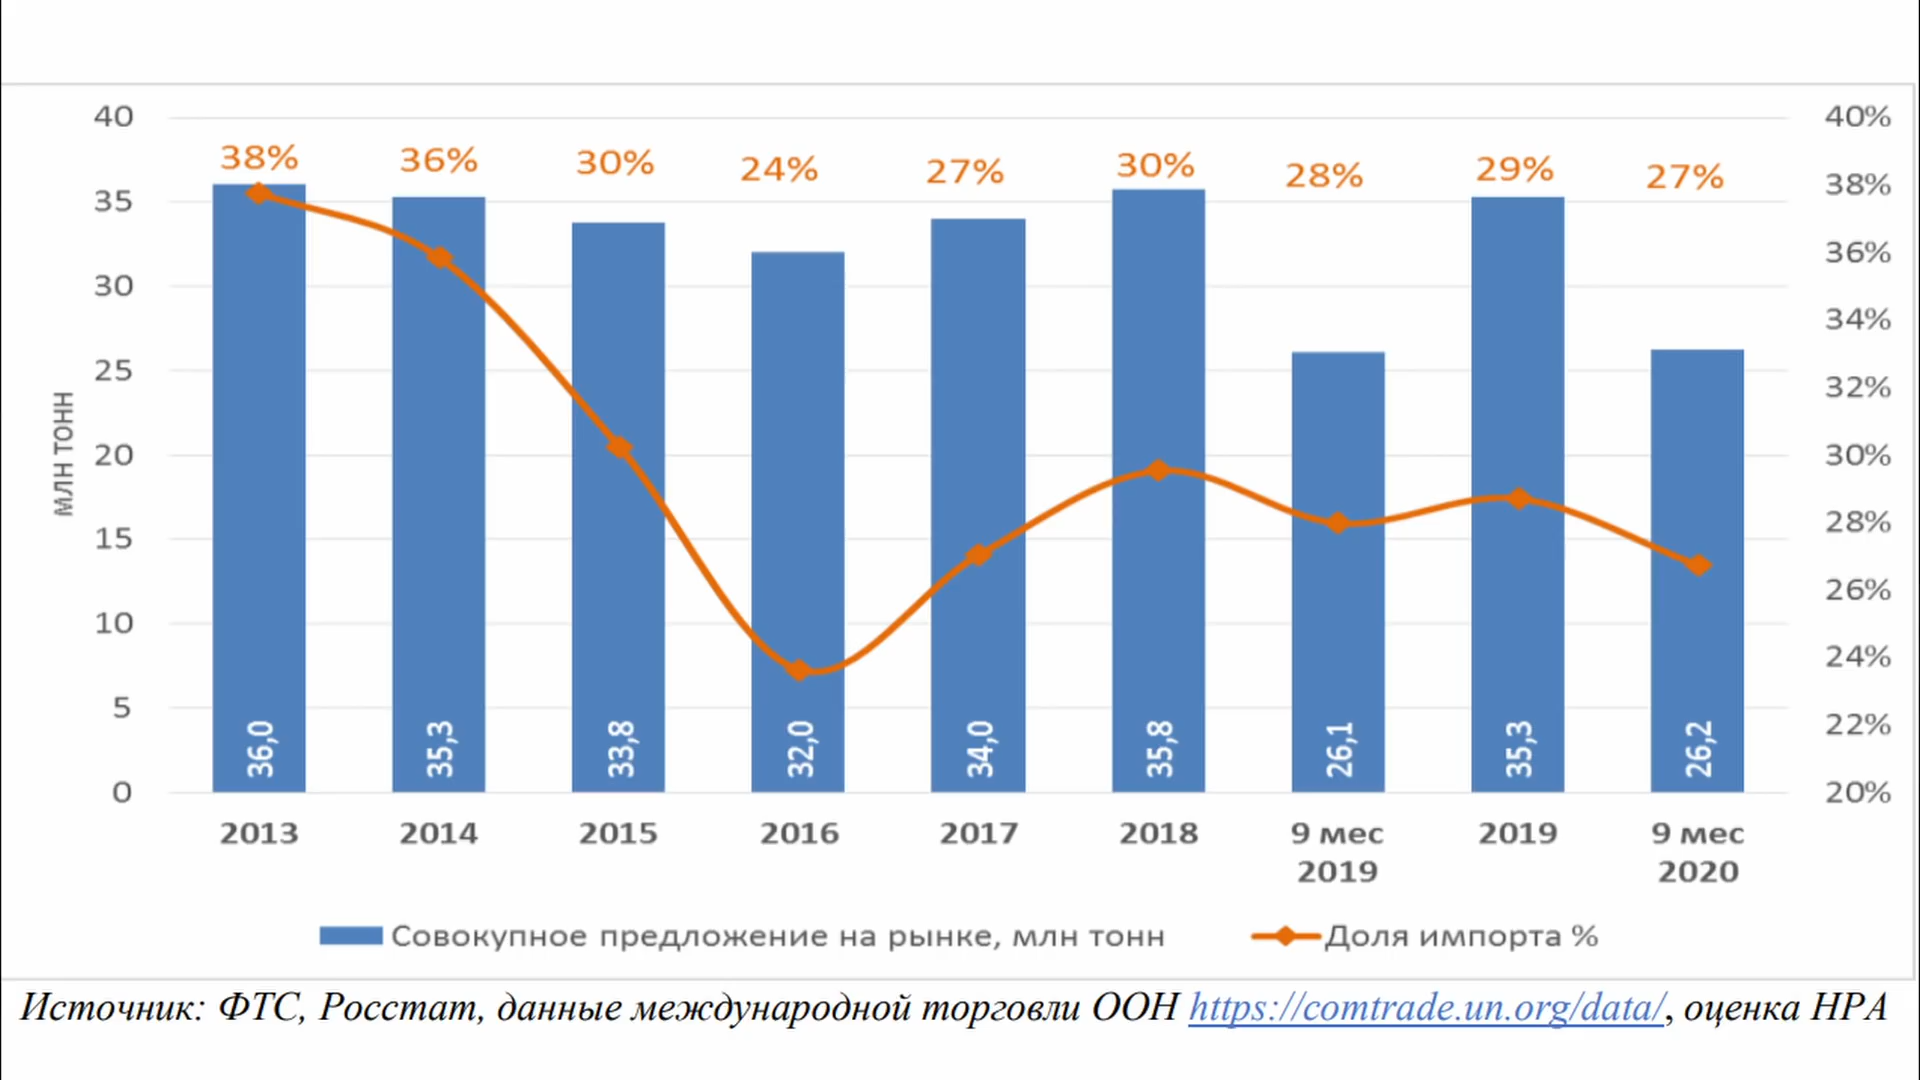 40 40%
38% 36% 30% 24% 27% 30% 28% 29% 27%
35 38%
36%
30
34%
25
32%
млн тонн
20 30%
15 28%
26%
10
24%
5
22%
36,0 35,3 33,8 32,0 34,0 35,8 26,1 35,3 26,2
0 20%
2013 2014 2015 2016 2017 2018 9 мес 2019 9 мес
2019 2020
Совокупное предложение на рынке, млн тонн Доля импорта %
Источник: ФТС, Росстат, данные международной торговли ООН https://comtrade.un.org/data/, оценка НРА